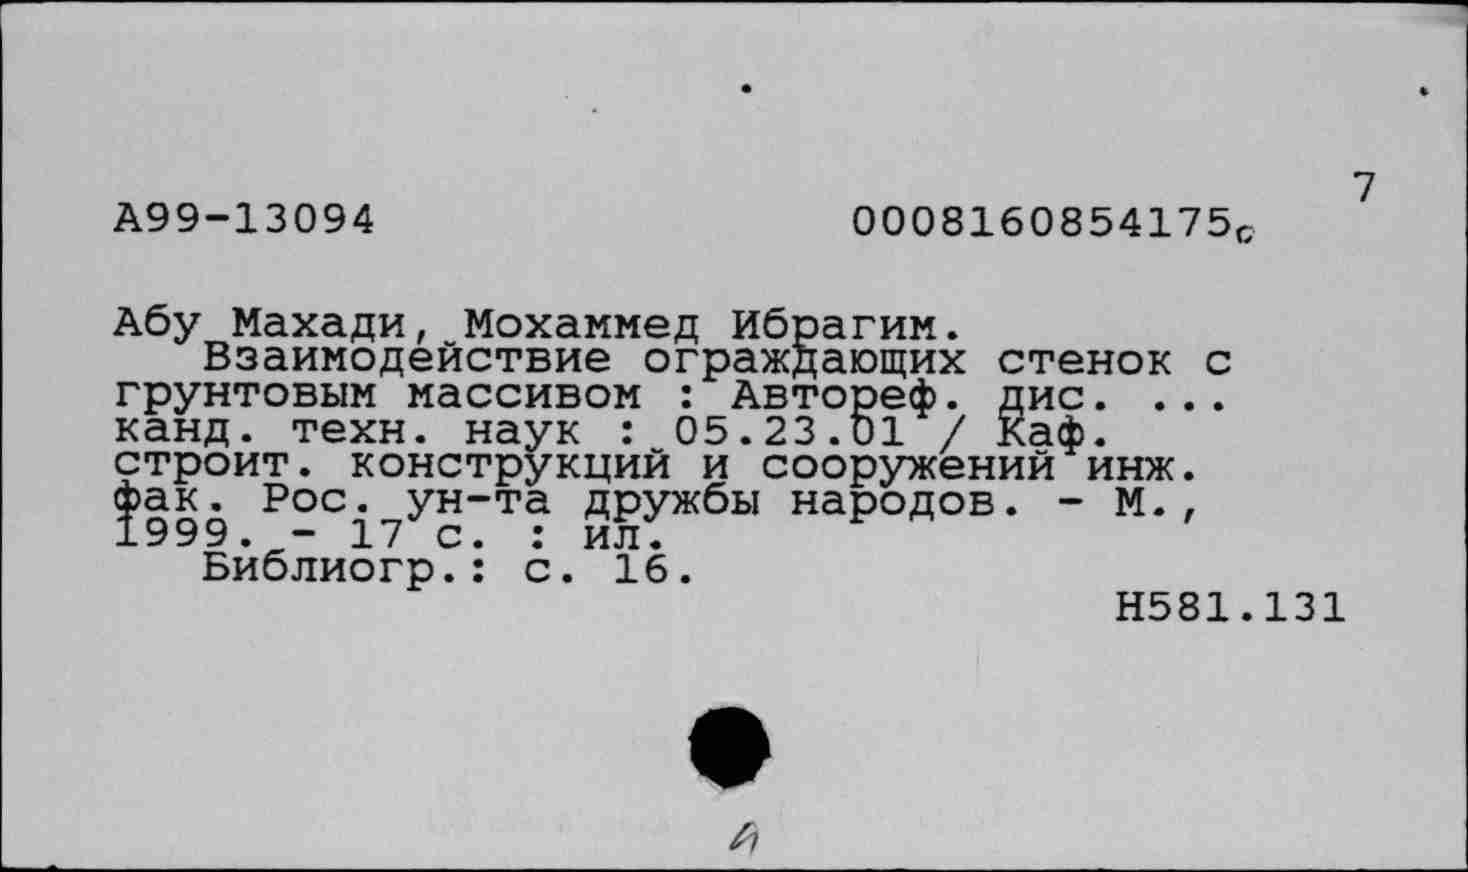 7
А99-13094 0008160854175с
Абу Махади, Мохаммед Ибрагим.
Взаимодействие ограждающих стенок с
грунтовым массивом : Автореф. дис. ...
канд. техн. наук : 05.23.01 / Каф.
строит. конструкций и сооружений инж.
фак. Рос. ун-та дружбы народов. - М.,
1999. - 17 с. : ил.
Библиогр.: с. 16.
Н581.131